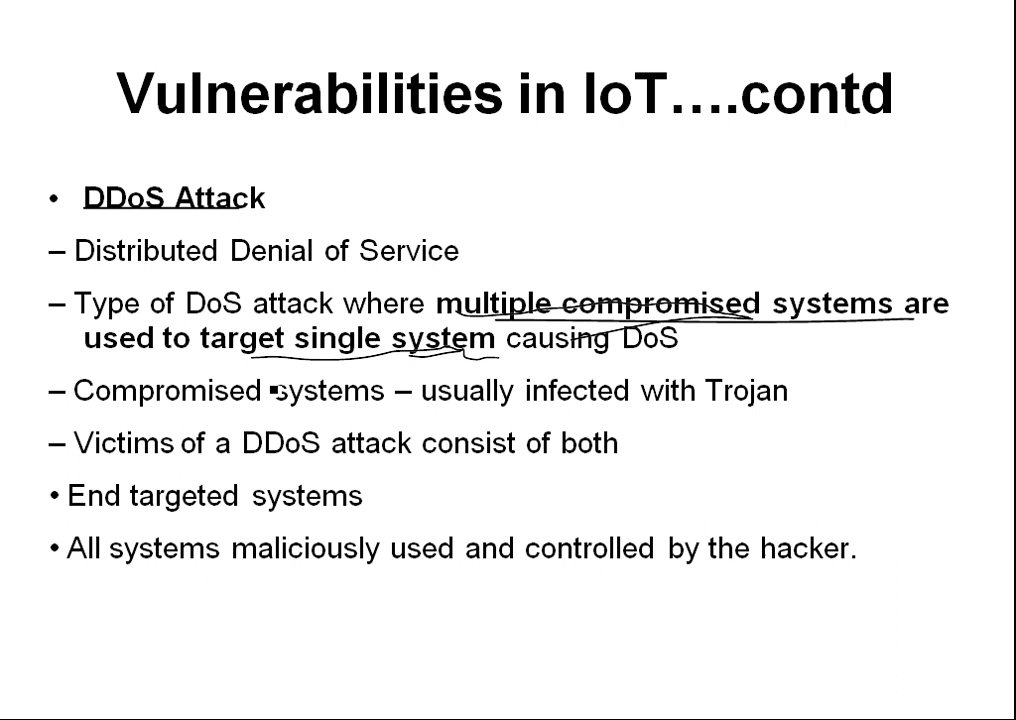 Vulnerabilities in IoT….contd
• DDoS Attack
– Distributed Denial of Service
– Type of DoS attack where multiple compromised systems are
used to target single system causing DoS
– Compromised systems – usually infected with Trojan
– Victims of a DDoS attack consist of both
• End targeted systems
• All systems maliciously used and controlled by the hacker.